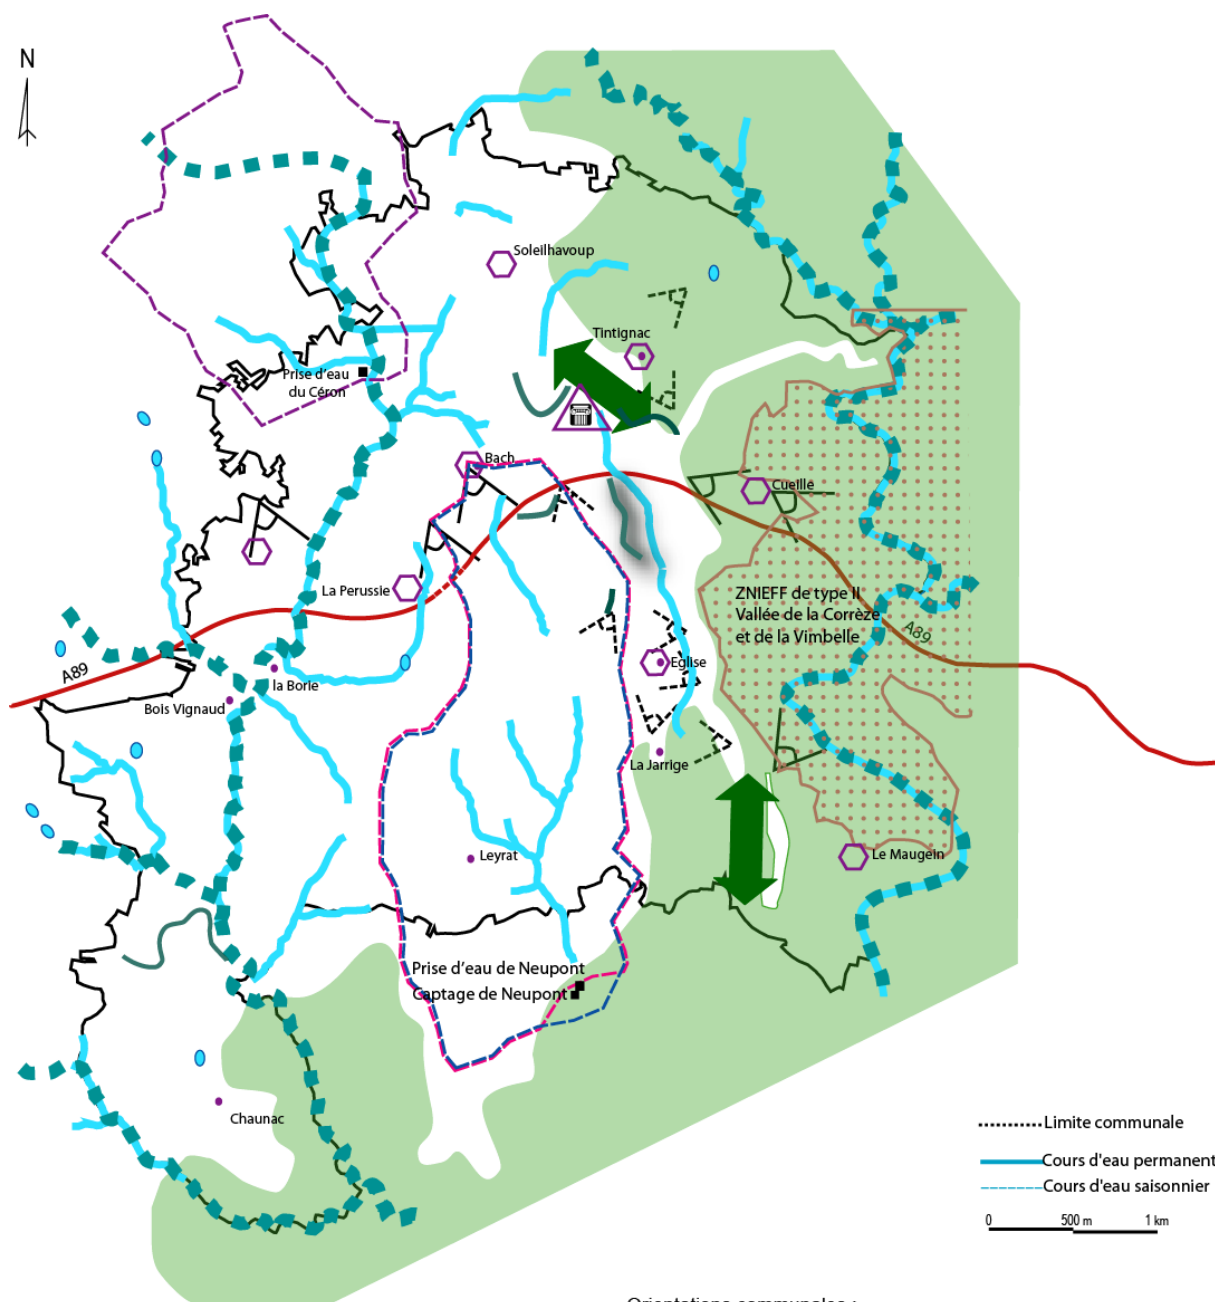 N
Soleilhavoup
Tintignac
Prise d'eau
du Céron
Bach
Cueille
La Perussie
ZNIEFF de type II
Vallée de la Corrèze
et de la Vimbelle
A89
A89
Eglise
la Borie
Bois Vignaud
La Jarrige
Leyrat
Le Maugein
Prise d'eau de Neupont
Captage de Neupont
Chaunac
Limite communale
Cours d'eau permanent
Cours d'eau saisonnier
0 500 m 1 km
Orientations communales :